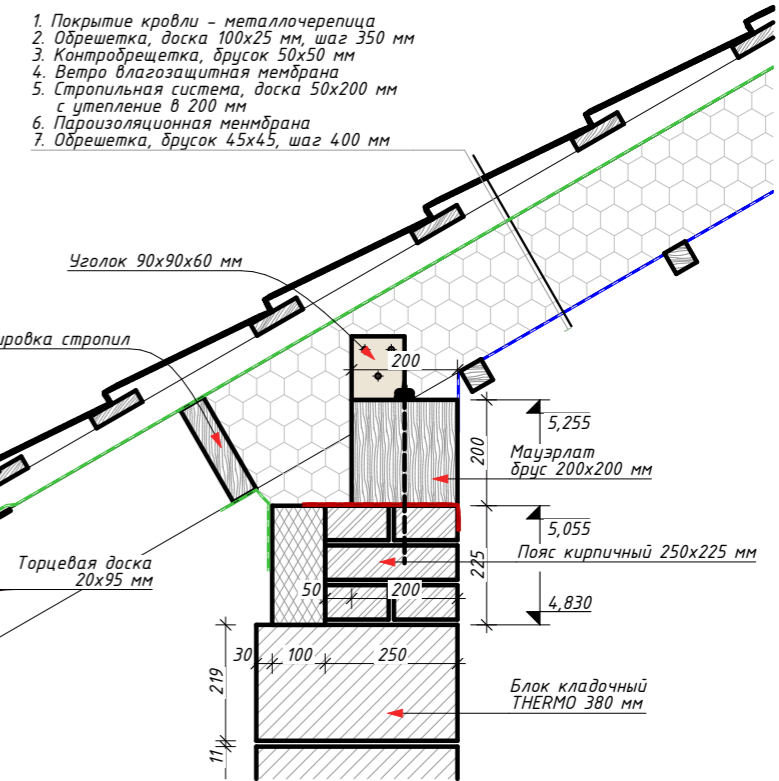 1. Покрытие кровли - металлочерепица
2. Обрешетка, доска 100х25 мм, шаг 350 мм
3. Контробрещетка, брусок 50х50 мм
4. Ветро влагозащитная мембрана
5. Стропильная система, доска 50х200 мм
с утепление в 200 мм
6. Пароизоляционная менмбрана
7. Обрешетка, брусок 45х45, шаг 400 мм
Уголок 90х90х60 мм
ировка стропил
200
5,255
200
Мауэрлат
брус 200х200 мм
5,055
Пояс кирпичный 250х225 мм
225
Торцевая доска
20х95 мм
50
200
4,830
30
100
250
219
Блок кладочный
THERMO 380 мм
11